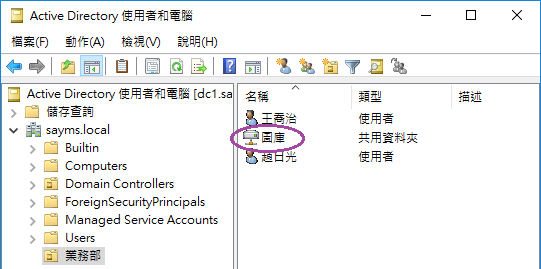 Active Directory 使用者和電腦
檔案(F) 動作(A) 檢視(V) 說明(H)
Active Directory 使用者和電腦 [dc1.sa
儲存查詢
sayms.local
Builtin
Computers
Domain Controllers
ForeignSecurityPrincipals
Managed Service Accounts
Users
業務部
名稱 類型 描述
王喬治 使用者
圖庫 共用資料夾
趙日光 使用者